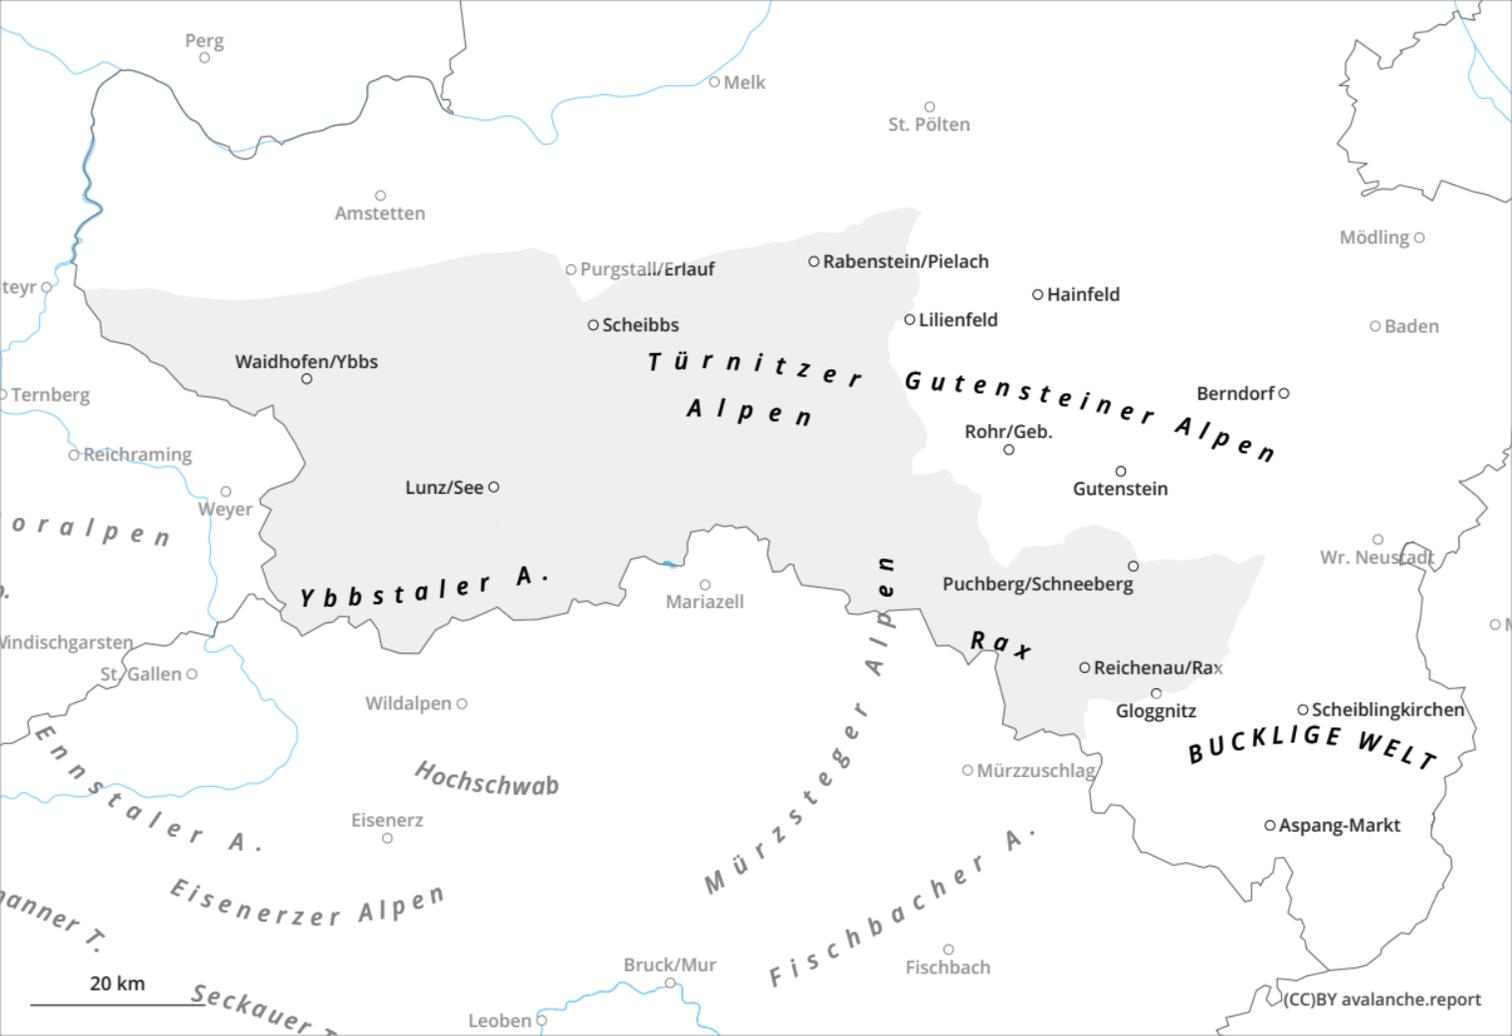 Perg
Melk
St. Pölten
Amstetten
Mödling
Purgstall/Erlauf
Rabenstein/Pielach
teyr
Hainfeld
Scheibbs
Lilienfeld
Baden
Waidhofen/Ybbs
Türnitzer
Alpen
Gutensteiner Alpen
Ternberg
Berndorf
Rohr/Geb.
Reichraming
Lunz/See
Gutenstein
Weyer
oralpen
Wr. Neustadt
Ybbstaler A.
Puchberg/Schneeberg
Mariazell
Windischgarsten
Rax
St. Gallen
Reichenau/Rax
Wildalpen
Gloggnitz
Scheiblingkirchen
BUCKLIGE WELT
Ennstaler A.
Hochschwab
Mürzsteger Alpen
Mürzzuschlag
Eisenerz
Aspang-Markt
Eisenerzer Alpen
Fischbacher A.
anner T.
Bruck/Mur
Fischbach
20 km
Seckauer T
(CC)BY avalanche.report
Leoben